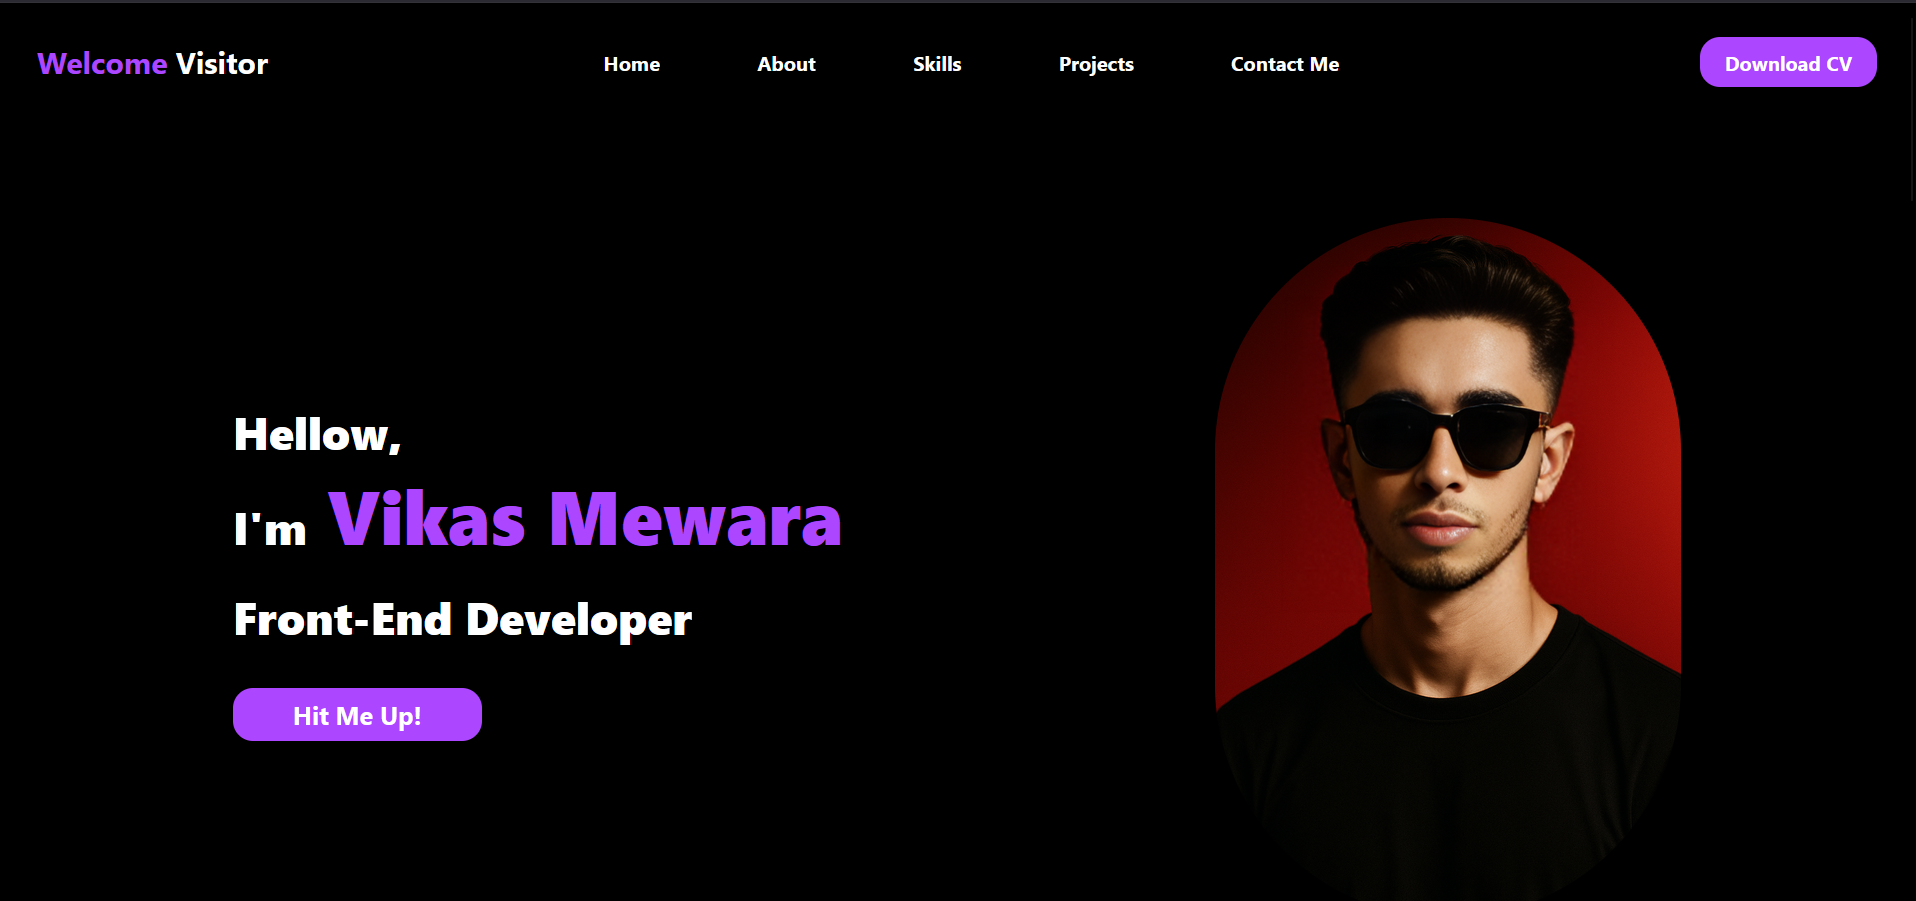 Welcome Visitor
Home
About
Skills
Projects
Contact Me
Download CV
Hellow,
I'm Vikas Mewara
Front-End Developer
Hit Me Up!